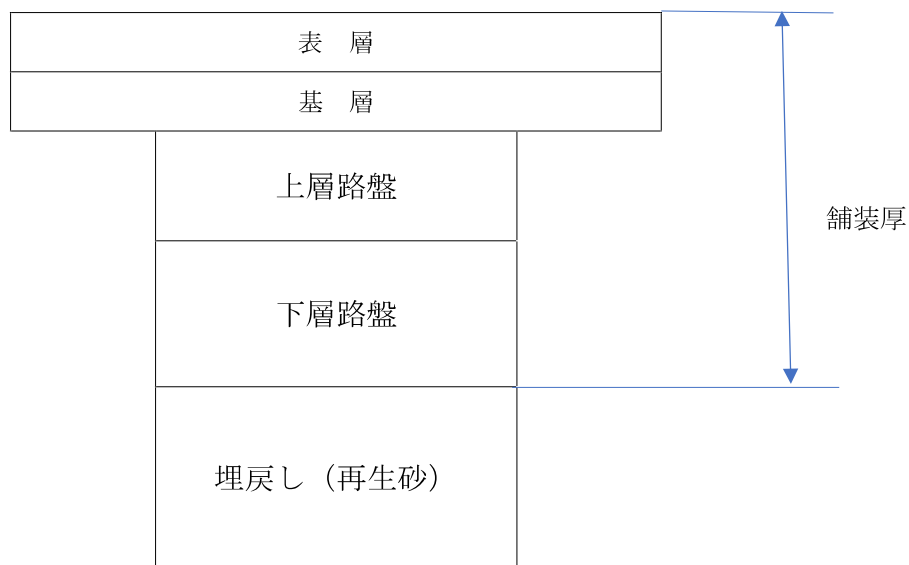 表　層
基　層
上層路盤
舗装厚
下層路盤
埋戻し（再生砂）